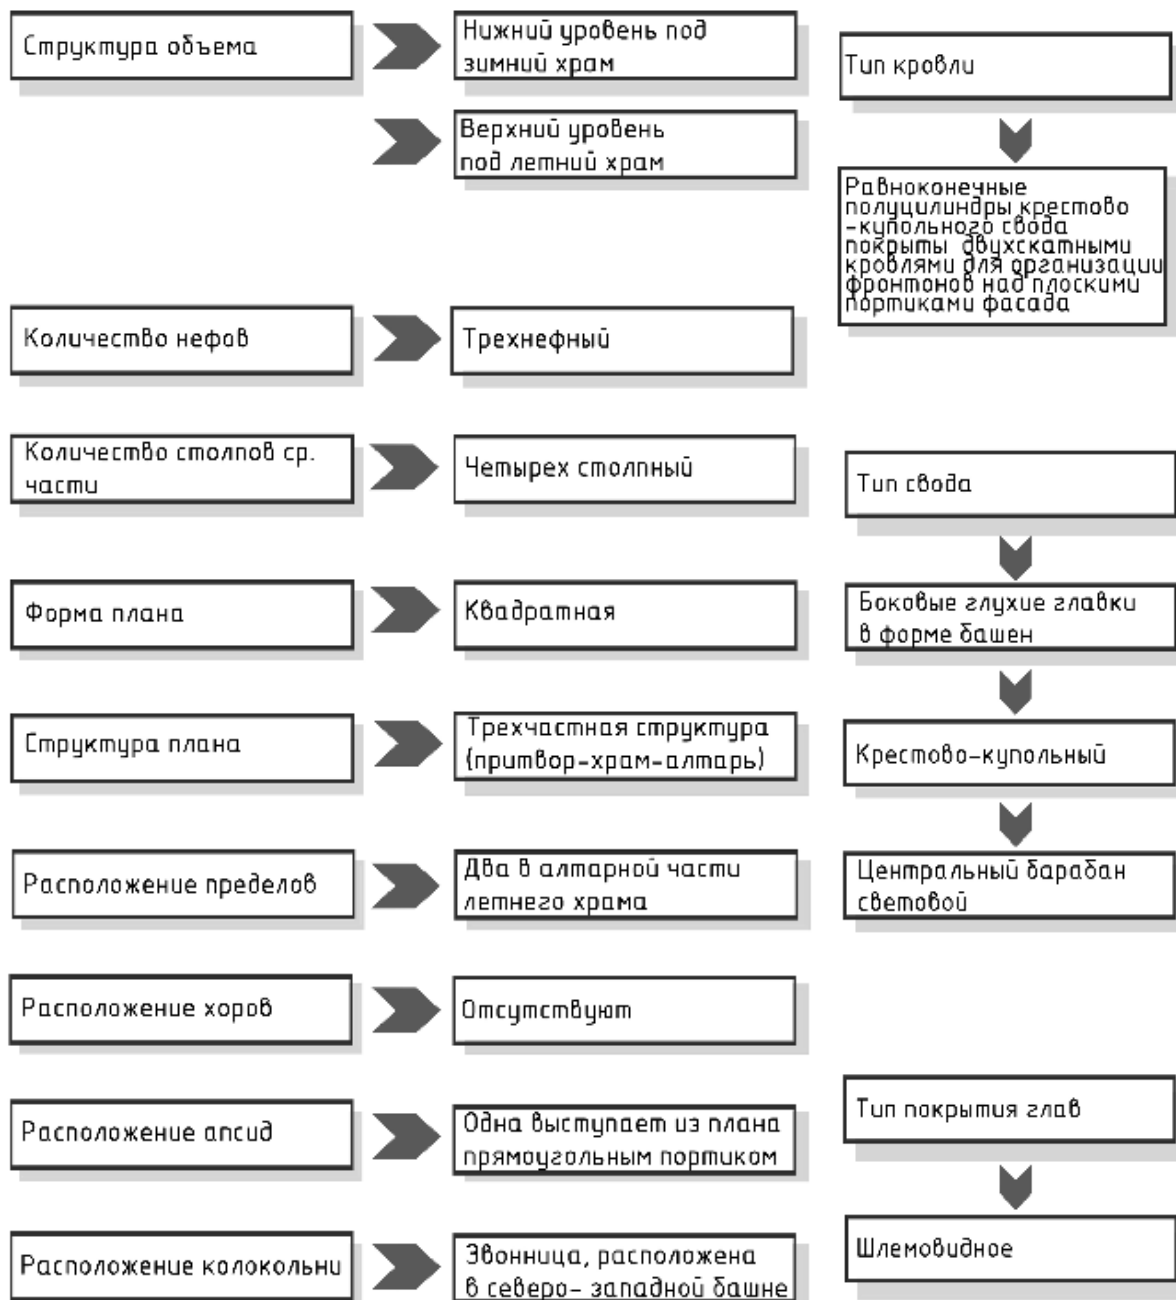 Структура объема
Нижний уровень под
зимний храм
Верхний уровень
под летний храм
Количество нефов
Трехнефный
Количество столпов ср.
части
Четырех столпный
Форма плана
Квадратная
Структура плана
Трехчастная структура
(притвор-храм-алтарь)
Расположение пределов
Два в алтарной части
летнего храма
Расположение хоров
Отсутствуют
Расположение апсид
Одна выступает из плана
прямоугольным портиком
Расположение колокольни
Звонница, расположена
в северо- западной башне
Тип кровли
Равноконечные
полуцилиндры крестово
-купольного свода
покрыты двухскатными
кровлями для организации
фронтонов над плоскими
портиками фасада
Тип свода
Боковые глухие главки
в форме башен
Крестово-купольный
Центральный барабан
световой
Тип покрытия глав
Шлемовидное